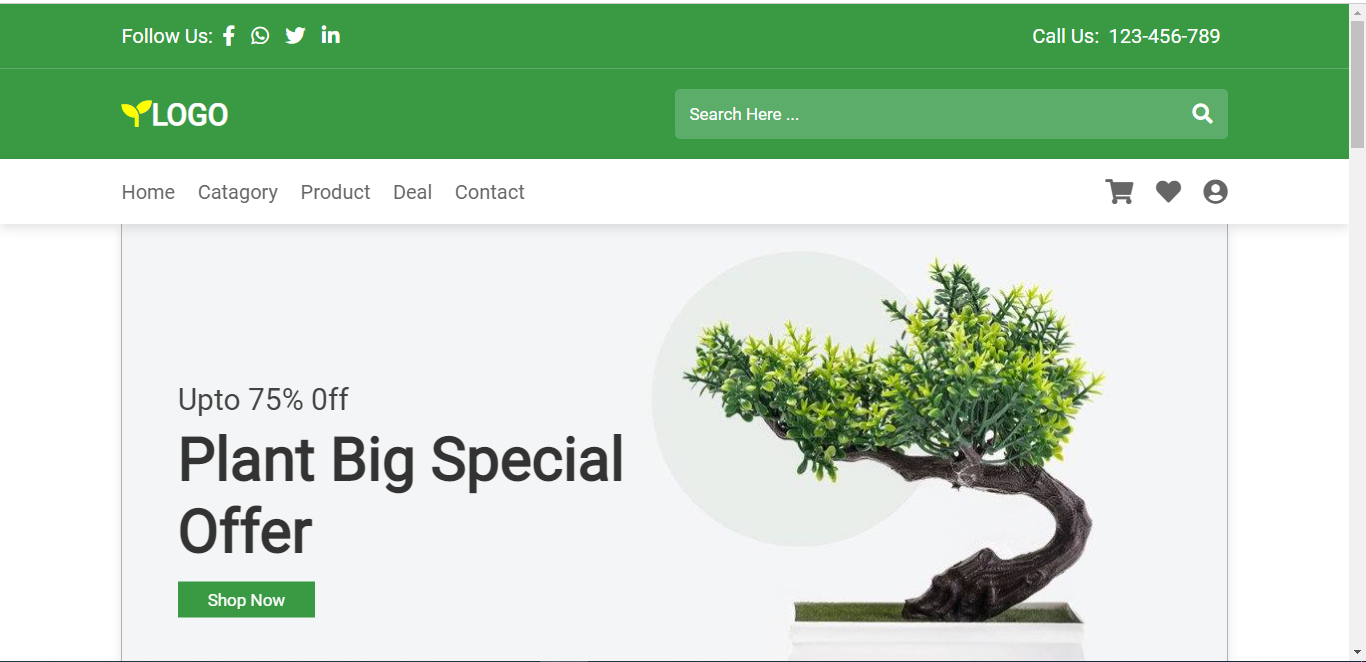 Follow Us:
Call Us: 123-456-789
LOGO
Search Here ...
Home Catagory Product Deal Contact
Upto 75% 0ff
Plant Big Special
Offer
Shop Now